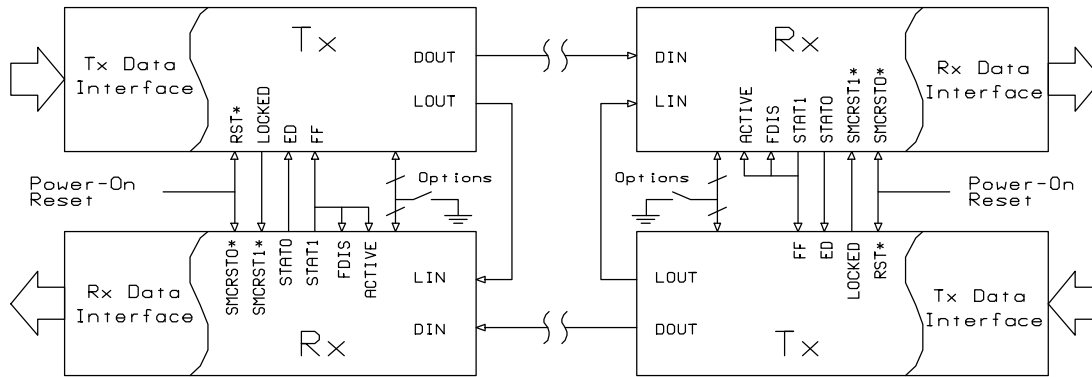 Tx
Rx
Tx Data
Interface
DOUT
LOUT
DIN
LIN
Rx Data
Interface
RST*
LOCKED
ED
FF
ACTIVE
FDIS
STAT1
STAT0
SMCRST1*
SMCRST0*
Power-On
Reset
Options
Options
Power-On
Reset
SMCRST0*
SMCRST1*
STAT0
STAT1
FDIS
ACTIVE
FF
ED
LOCKED
RST*
Rx Data
Interface
LIN
DIN
LOUT
DOUT
Tx Data
Interface
Rx
Tx